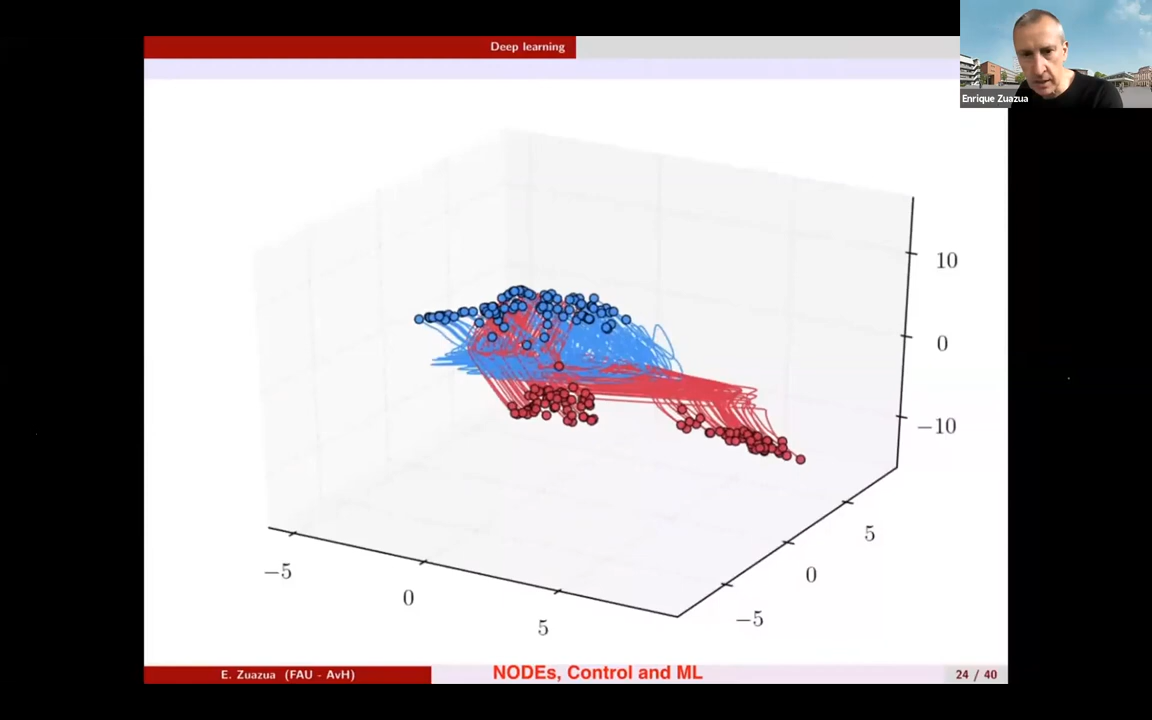 Deep learning
Enrique Zuazua
10
0
−10
5
0
−5
−5
0
5
E. Zuazua (FAU - AvH)
NODEs, Control and ML
24 / 40